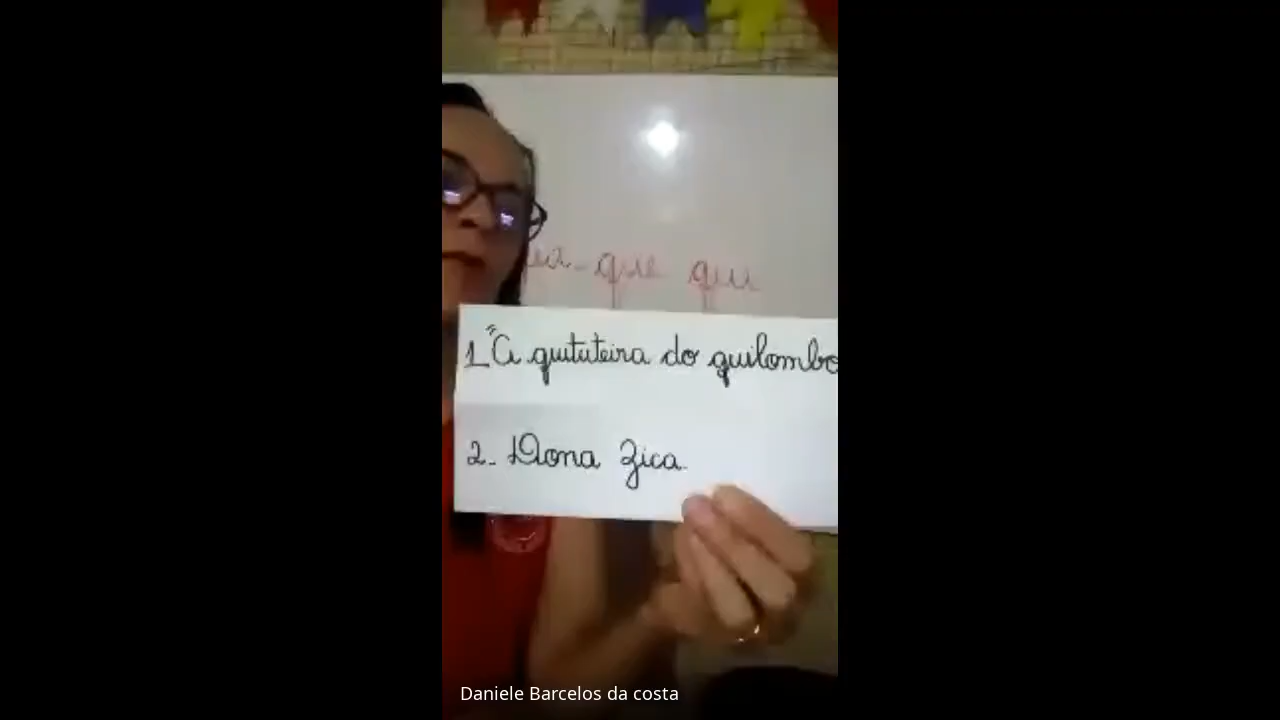 que qui
1 "A quituteira do quilombo
2- Dona Zica
Daniele Barcelos da costa